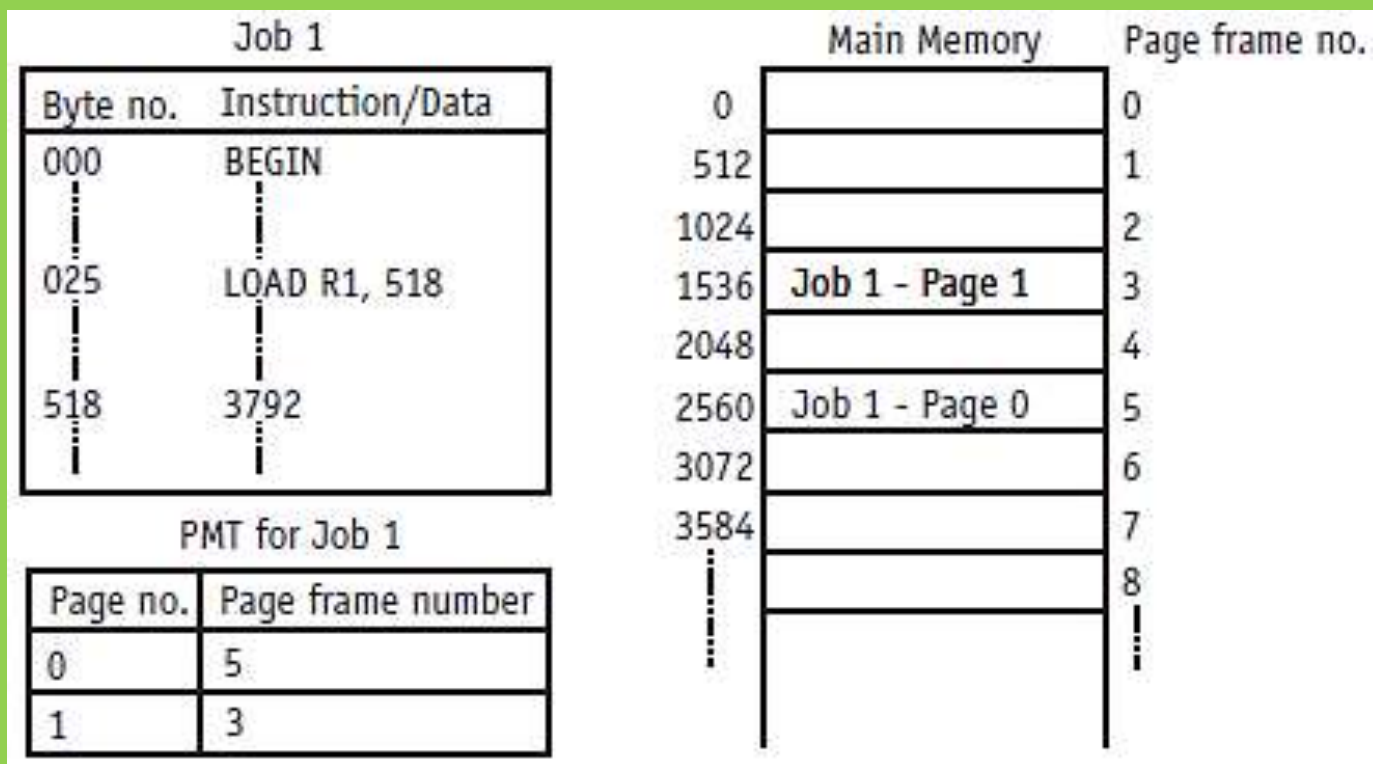 Job 1
Byte no. Instruction/Data
000 BEGIN
025 LOAD R1, 518
518 3792
PMT for Job 1
Page no. Page frame number
0 5
1 3
Main Memory Page frame no.
0 0
512 1
1024 2
1536 Job 1 - Page 1 3
2048 4
2560 Job 1 - Page 0 5
3072 6
3584 7
8